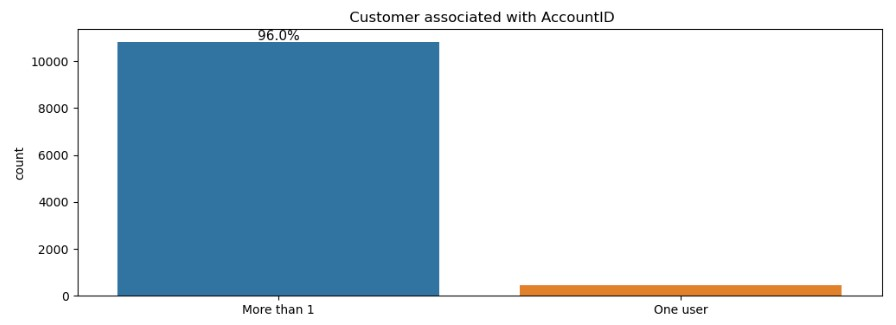 Customer associated with AccountID
96.0%
10000
8000
6000
4000
2000
0
count
More than 1
One user